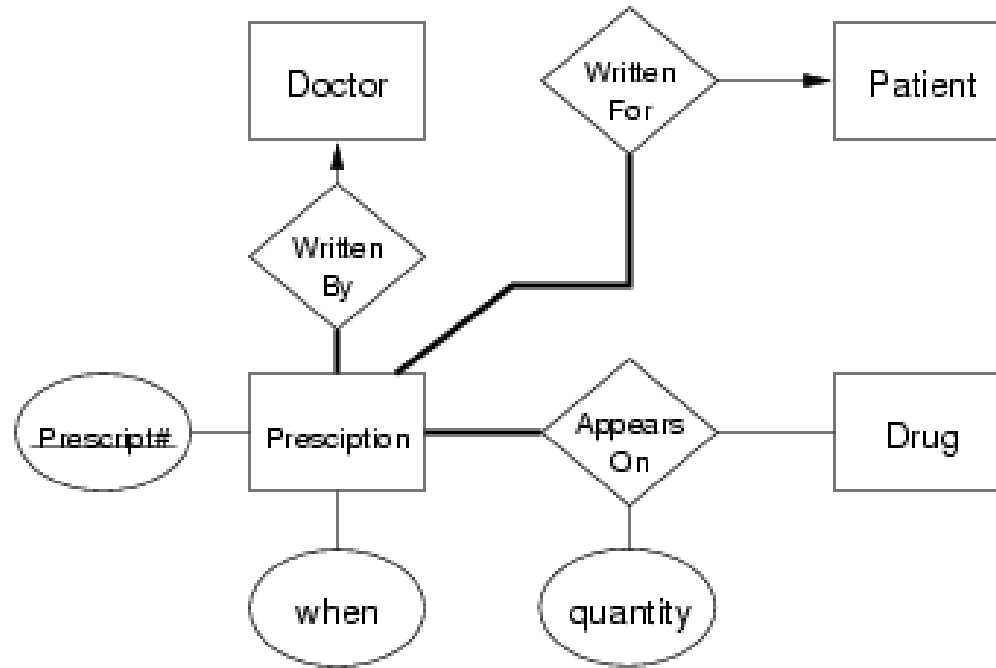 Doctor
Written
For
Patient
Written
By
Prescript#
Presciption
Appears
On
Drug
when
quantity